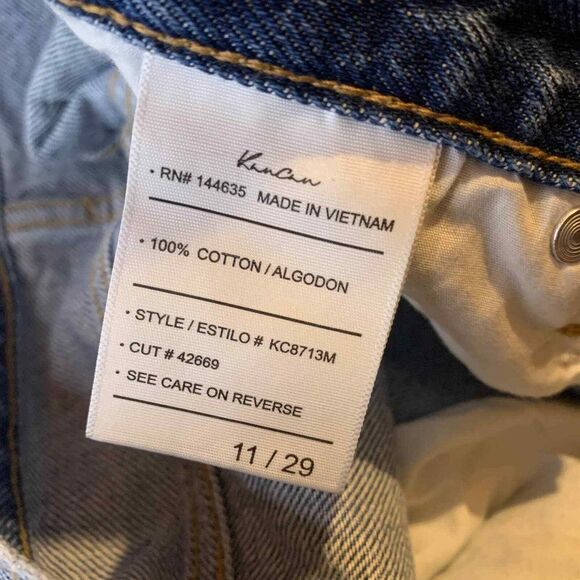 KanCan
· RN# 144635 MADE IN VIETNAM
· 100% COTTON / ALGODON
· STYLE / ESTILO # KC8713M
· CUT # 42669
· SEE CARE ON REVERSE
11 / 29